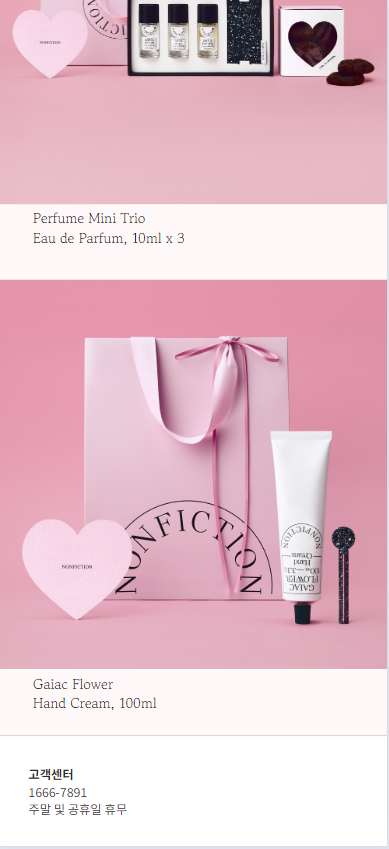 NONFICTION
Perfume Mini Trio
Eau de Parfum, 10ml x 3
NONFICTION
NONFICTION
NONFICTION
Hand
Cream
GAIAC
FLOWER
Gaiac Flower
Hand Cream, 100ml
고객센터
1666-7891
주말 및 공휴일 휴무